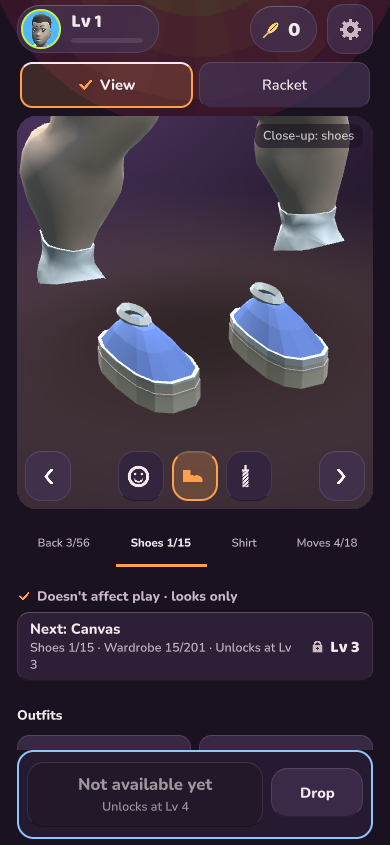 Lv 1
0
View
Racket
Close-up: shoes
Back 3/56
Shoes 1/15
Shirt
Moves 4/18
Doesn't affect play · looks only
Next: Canvas
Shoes 1/15 · Wardrobe 15/201 · Unlocks at Lv
3
Lv 3
Outfits
Not available yet
Unlocks at Lv 4
Drop